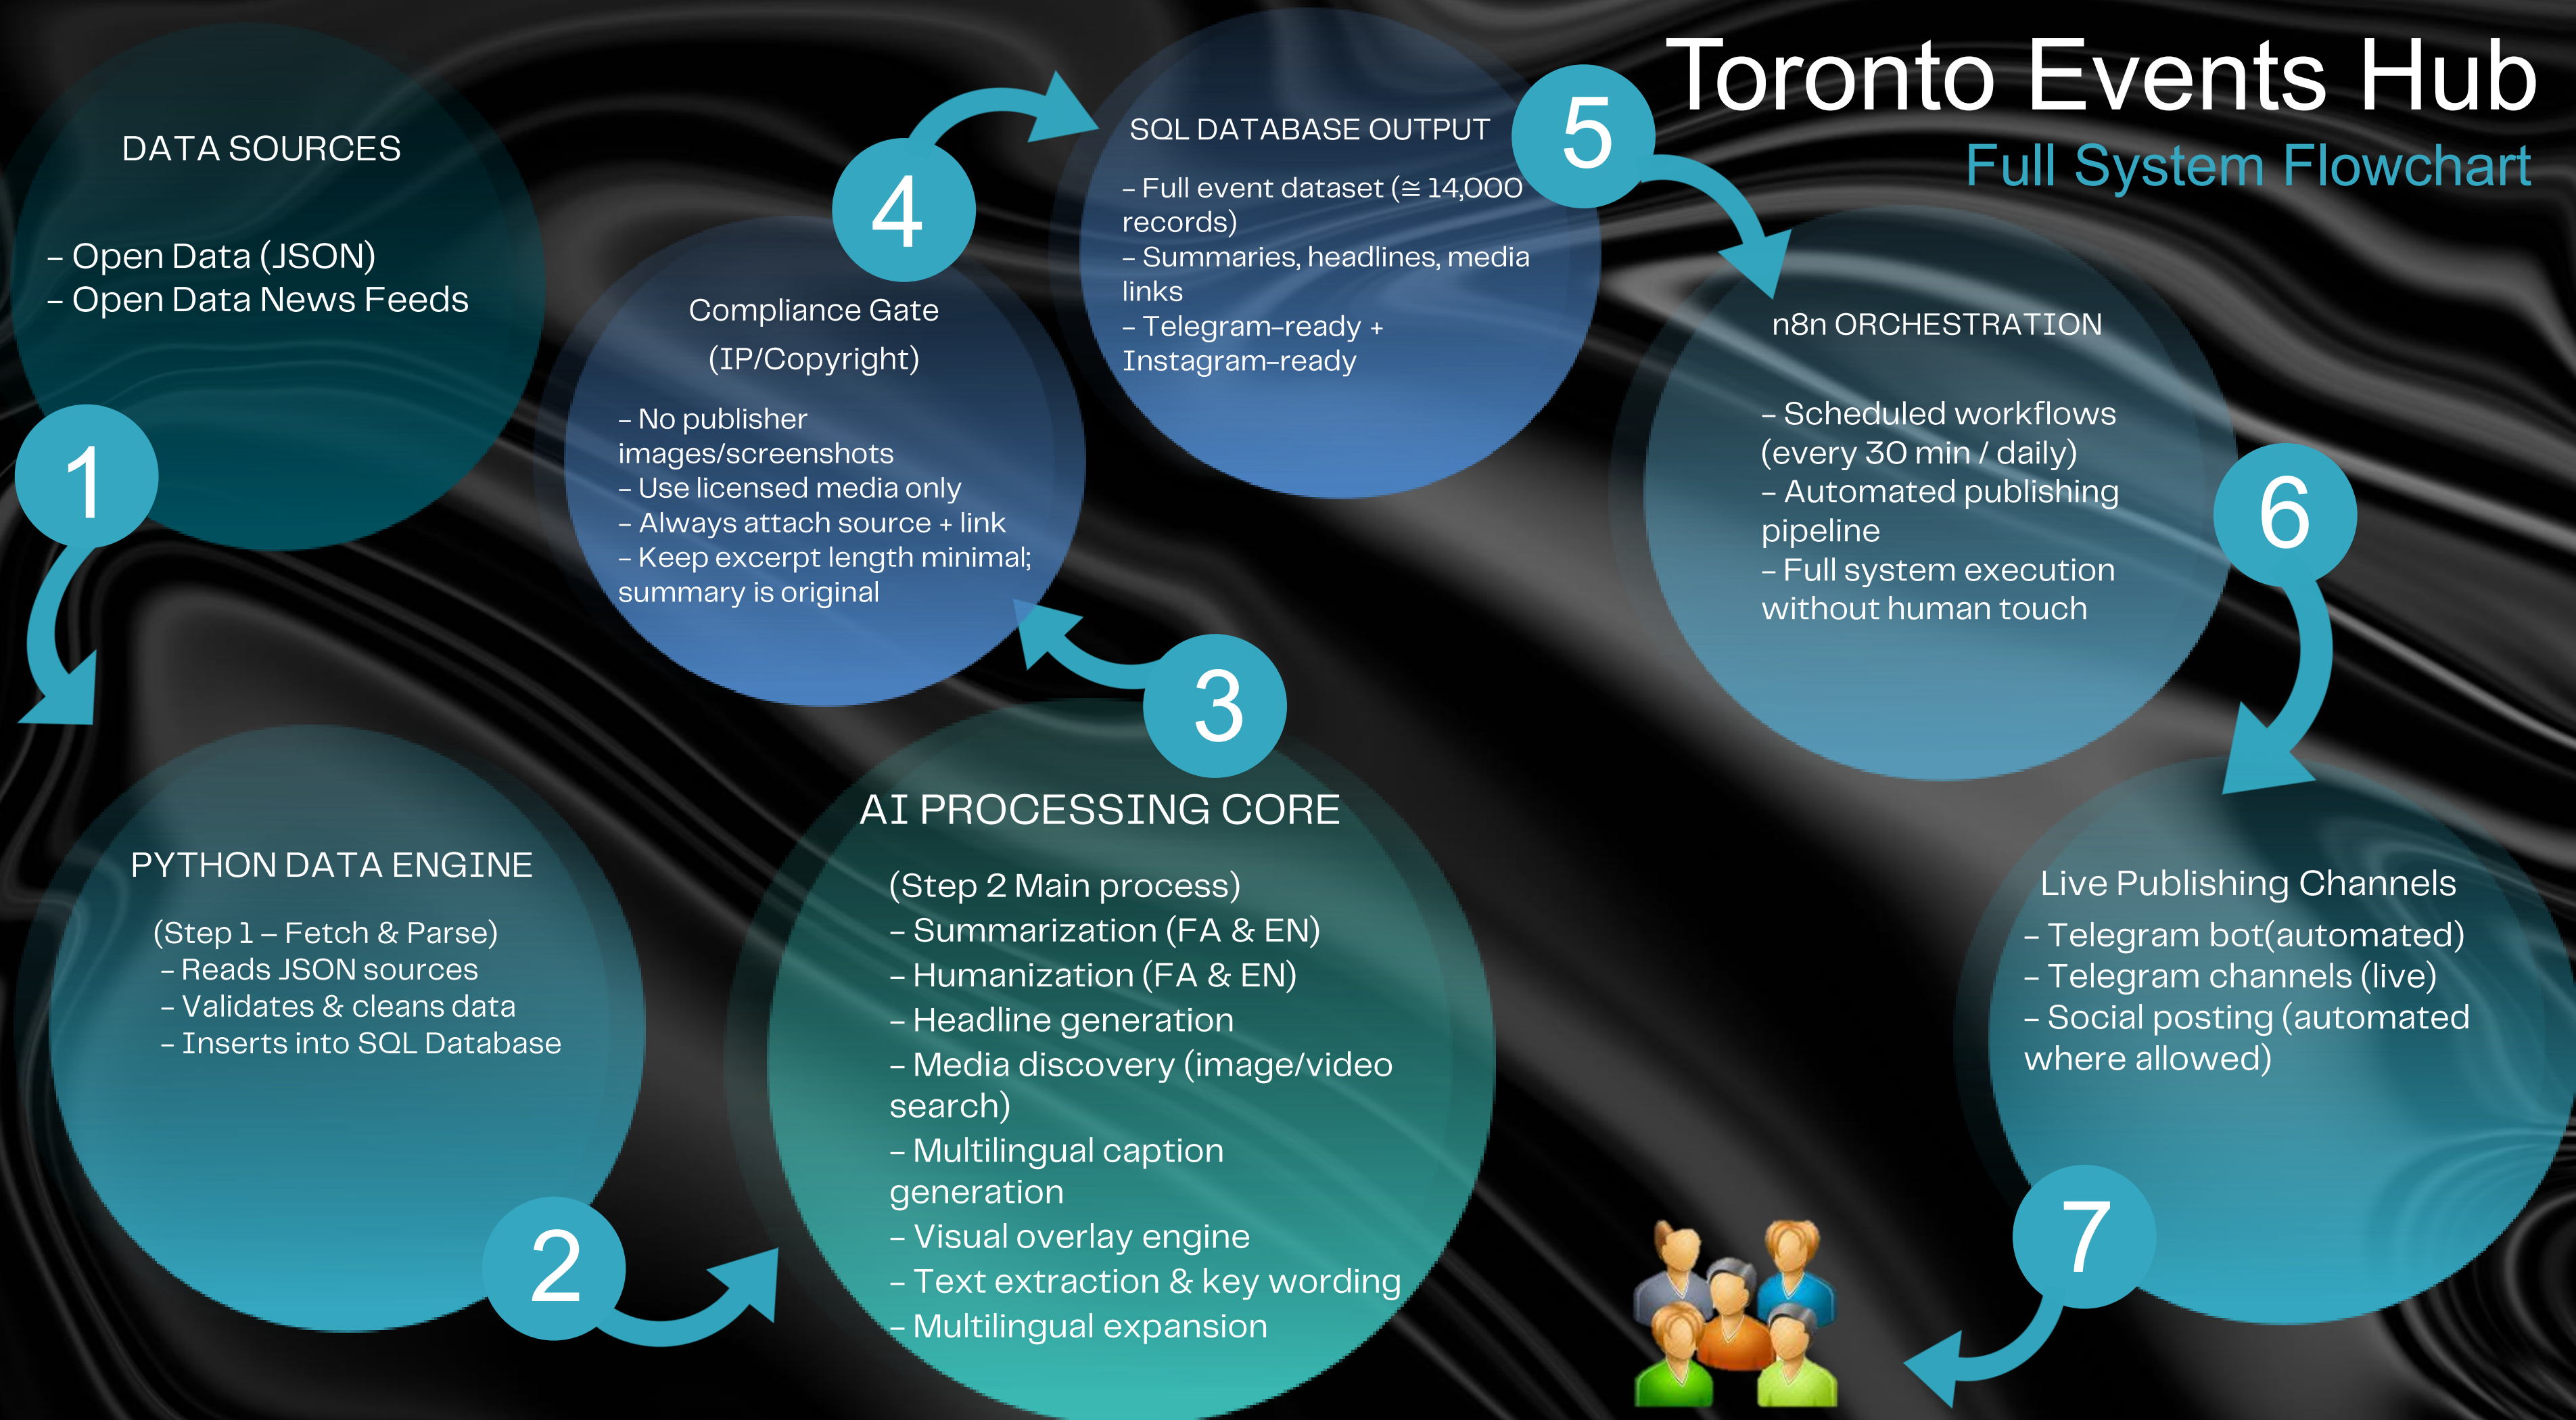 Toronto Events Hub
Full System Flowchart
DATA SOURCES
- Open Data (JSON)
- Open Data News Feeds
1
PYTHON DATA ENGINE
(Step 1 – Fetch & Parse)
- Reads JSON sources
- Validates & cleans data
- Inserts into SQL Database
2
AI PROCESSING CORE
(Step 2 Main process)
- Summarization (FA & EN)
- Humanization (FA & EN)
- Headline generation
- Media discovery (image/video
search)
- Multilingual caption
generation
- Visual overlay engine
- Text extraction & key wording
- Multilingual expansion
3
Compliance Gate
(IP/Copyright)
- No publisher
images/screenshots
- Use licensed media only
- Always attach source + link
- Keep excerpt length minimal;
summary is original
4
SQL DATABASE OUTPUT
- Full event dataset (≅ 14,000
records)
- Summaries, headlines, media
links
- Telegram-ready +
Instagram-ready
5
n8n ORCHESTRATION
- Scheduled workflows
(every 30 min / daily)
- Automated publishing
pipeline
- Full system execution
without human touch
6
Live Publishing Channels
- Telegram bot(automated)
- Telegram channels (live)
- Social posting (automated
where allowed)
7